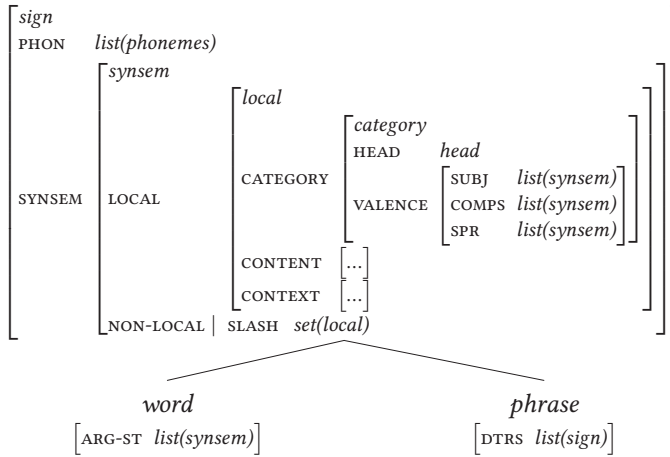 sign
PHON list(phonemes)
synsem
local
category
HEAD head
SUBJ list(synsem)
CATEGORY
SYNSEM LOCAL VALENCE COMPS list(synsem)
SPR list(synsem)
CONTENT [...]
CONTEXT [...]
NON-LOCAL | SLASH set(local)
word phrase
[ARG-ST list(synsem)] [DTRS list(sign)]